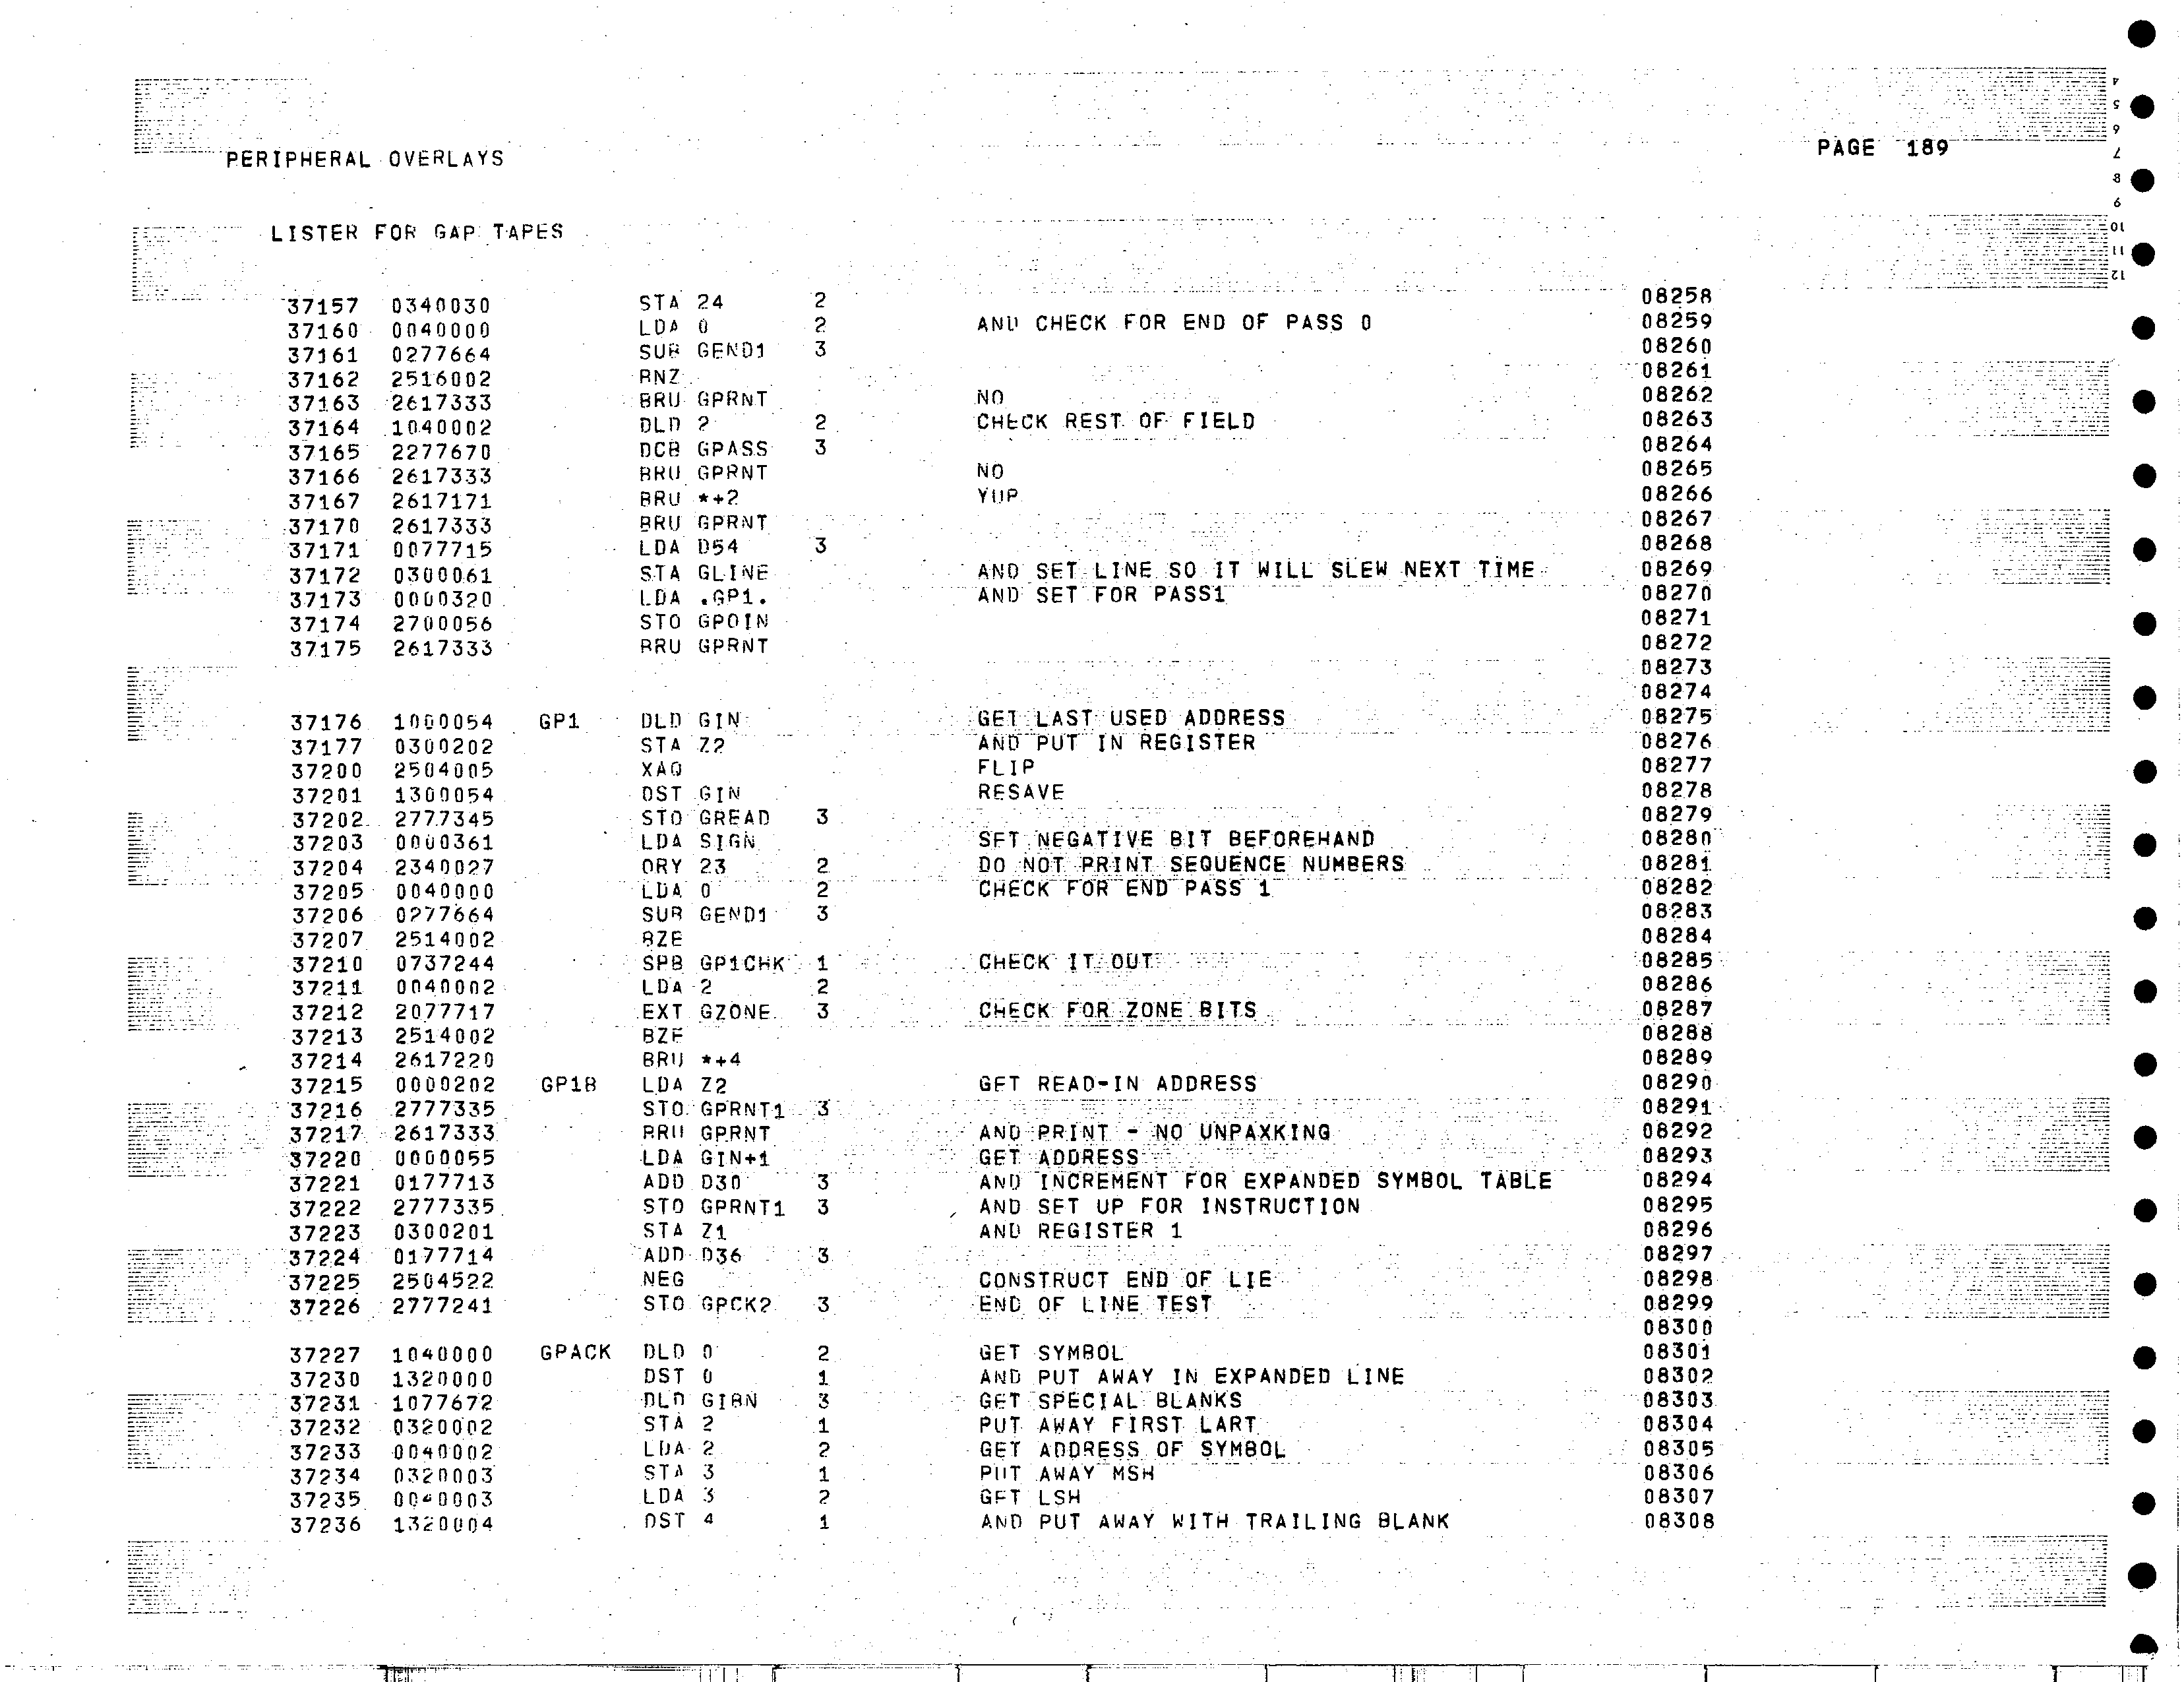 PERIPHERAL OVERLAYS PAGE 189
LISTER FOR GAP TAPES
37157 0340030 STA 24 2 08258
37160 0040000 LDA 0 2 AND CHECK FOR END OF PASS 0 08259
37161 0277664 SUB GEND1 3 08260
37162 2516002 BNZ 08261
37163 2617333 BRU GPRNT NO 08262
37164 1040002 DLD 2 2 CHECK REST OF FIELD 08263
37165 2277670 DCB GPASS 3 08264
37166 2617333 BRU GPRNT NO 08265
37167 2617171 BRU *+2 YUP 08266
37170 2617333 BRU GPRNT 08267
37171 0077715 LDA D54 3 08268
37172 0300061 STA GLINE AND SET LINE SO IT WILL SLEW NEXT TIME 08269
37173 0000320 LDA .GP1. AND SET FOR PASS1 08270
37174 2700056 STO GPOIN 08271
37175 2617333 BRU GPRNT 08272
08273
08274
37176 1000054 GP1 DLD GIN GET LAST USED ADDRESS 08275
37177 0300202 STA Z2 AND PUT IN REGISTER 08276
37200 2504005 XAQ FLIP 08277
37201 1300054 DST GIN RESAVE 08278
37202 2777345 STO GREAD 3 08279
37203 0000361 LDA SIGN SET NEGATIVE BIT BEFOREHAND 08280
37204 2340027 ORY 23 2 DO NOT PRINT SEQUENCE NUMBERS 08281
37205 0040000 LDA 0 2 CHECK FOR END PASS 1 08282
37206 0277664 SUB GEND1 3 08283
37207 2514002 BZE 08284
37210 0737244 SPB GP1CHK 1 CHECK IT OUT 08285
37211 0040002 LDA 2 2 08286
37212 2077717 EXT GZONE 3 CHECK FOR ZONE BITS 08287
37213 2514002 BZE 08288
37214 2617220 BRU *+4 08289
37215 0000202 GP1B LDA Z2 GET READ-IN ADDRESS 08290
37216 2777335 STO GPRNT1 3 08291
37217 2617333 BRU GPRNT AND PRINT - NO UNPAXKING 08292
37220 0000055 LDA GIN+1 GET ADDRESS 08293
37221 0177713 ADD D30 3 AND INCREMENT FOR EXPANDED SYMBOL TABLE 08294
37222 2777335 STO GPRNT1 3 AND SET UP FOR INSTRUCTION 08295
37223 0300201 STA Z1 AND REGISTER 1 08296
37224 0177714 ADD D36 3 08297
37225 2504522 NEG CONSTRUCT END OF LIE 08298
37226 2777241 STO GPCK2 3 END OF LINE TEST 08299
08300
37227 1040000 GPACK DLD 0 2 GET SYMBOL 08301
37230 1320000 DST 0 1 AND PUT AWAY IN EXPANDED LINE 08302
37231 1077672 DLD GIBN 3 GET SPECIAL BLANKS 08303
37232 0320002 STA 2 1 PUT AWAY FIRST LART 08304
37233 0040002 LDA 2 2 GET ADDRESS OF SYMBOL 08305
37234 0320003 STA 3 1 PUT AWAY MSH 08306
37235 0040003 LDA 3 2 GET LSH 08307
37236 1320004 DST 4 1 AND PUT AWAY WITH TRAILING BLANK 08308
4
5
6
7
8
9
10
11
12